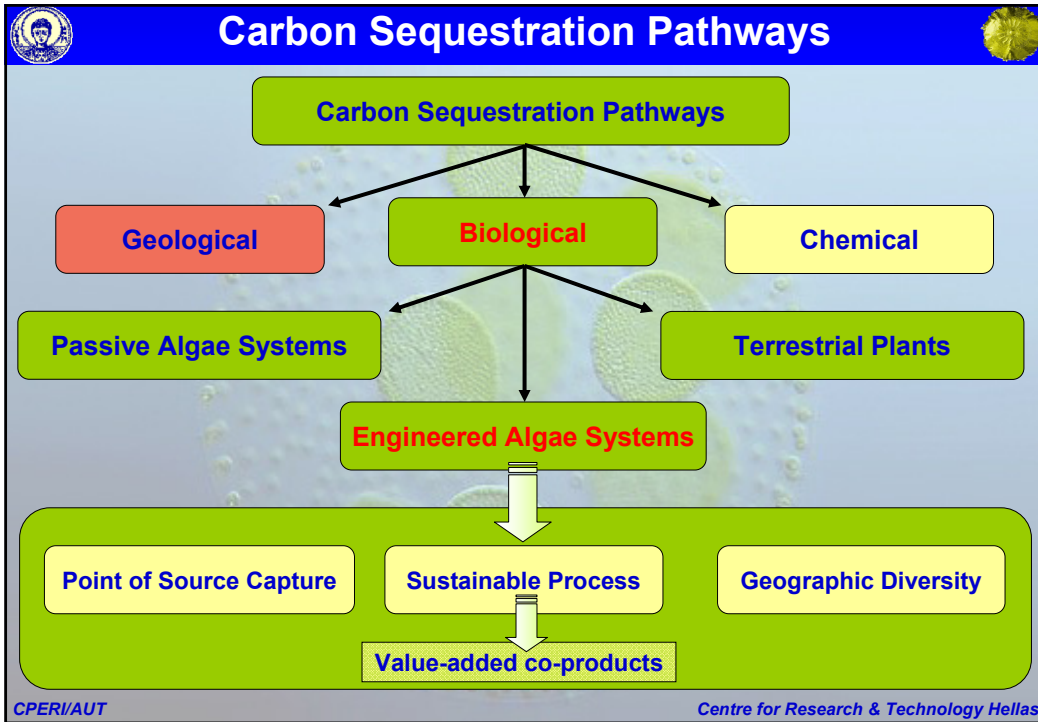 Carbon Sequestration Pathways
Carbon Sequestration Pathways
Geological
Biological
Chemical
Passive Algae Systems
Terrestrial Plants
Engineered Algae Systems
Point of Source Capture
Sustainable Process
Geographic Diversity
Value-added co-products
CPERI/AUT
Centre for Research & Technology Hellas